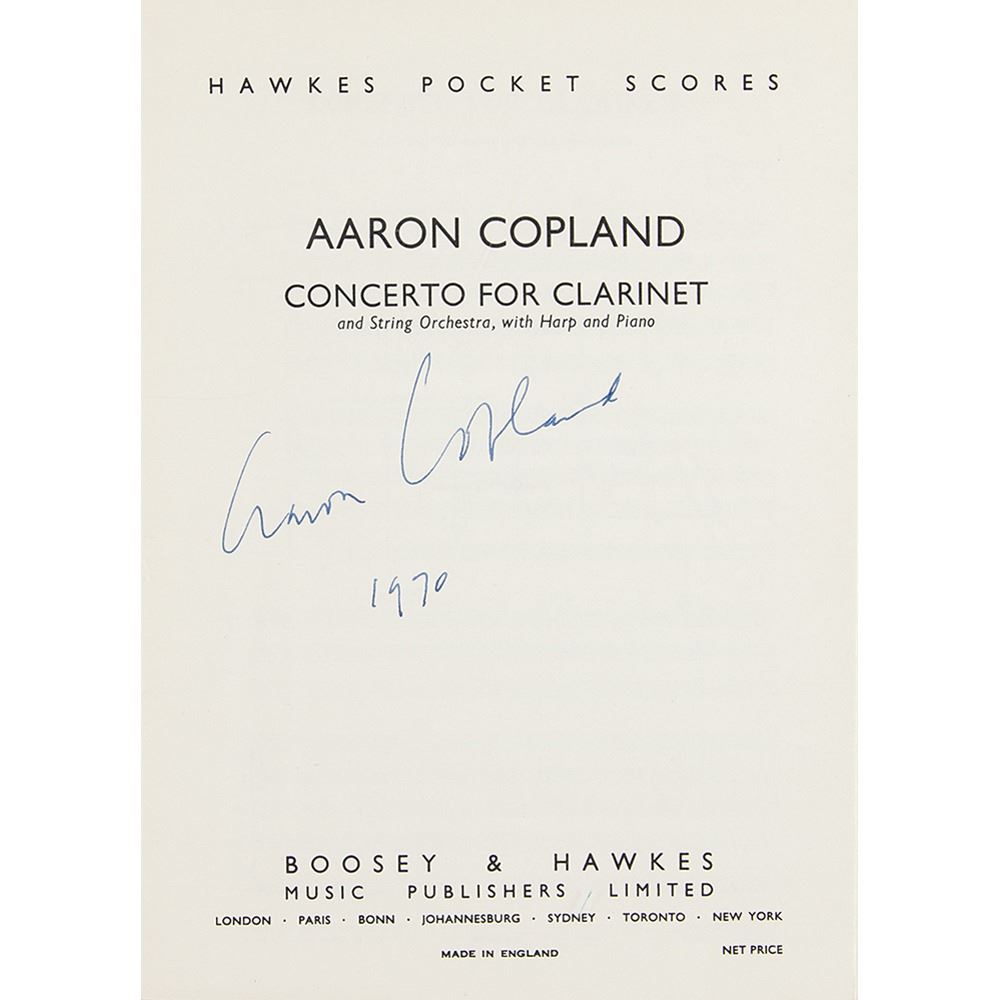 HAWKES POCKET SCORES
AARON COPLAND
CONCERTO FOR CLARINET
and String Orchestra, with Harp and Piano
Aaron Copland
1970
BOOSEY & HAWKES
MUSIC PUBLISHERS LIMITED
LONDON · PARIS · BONN · JOHANNESBURG · SYDNEY · TORONTO · NEW YORK
MADE IN ENGLAND
NET PRICE